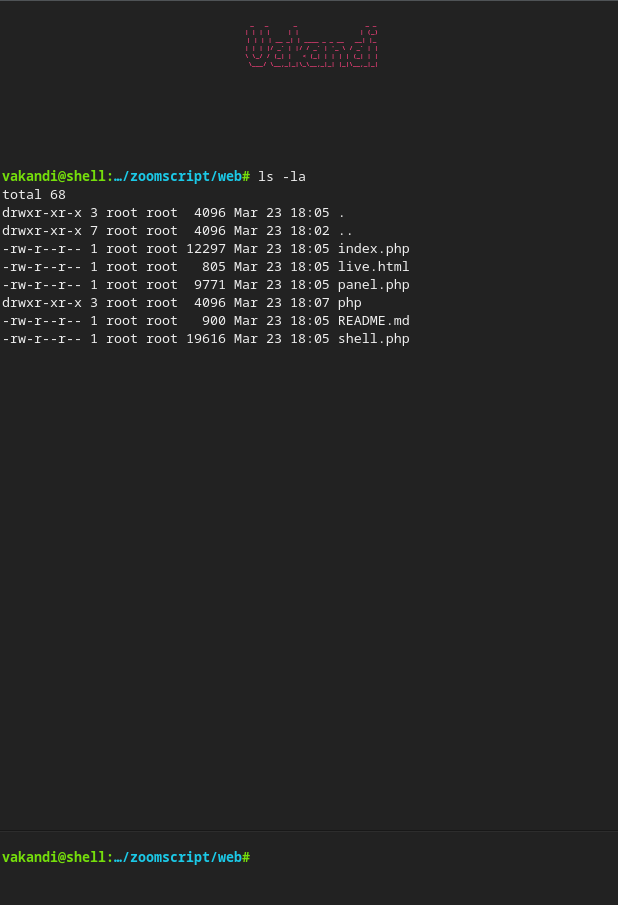 vakandi@shell:…/zoomscript/web# ls -la
total 68
drwxr-xr-x 3 root root  4096 Mar 23 18:05 .
drwxr-xr-x 7 root root  4096 Mar 23 18:02 ..
-rw-r--r-- 1 root root 12297 Mar 23 18:05 index.php
-rw-r--r-- 1 root root   805 Mar 23 18:05 live.html
-rw-r--r-- 1 root root  9771 Mar 23 18:05 panel.php
drwxr-xr-x 3 root root  4096 Mar 23 18:07 php
-rw-r--r-- 1 root root   900 Mar 23 18:05 README.md
-rw-r--r-- 1 root root 19616 Mar 23 18:05 shell.php
vakandi@shell:…/zoomscript/web#